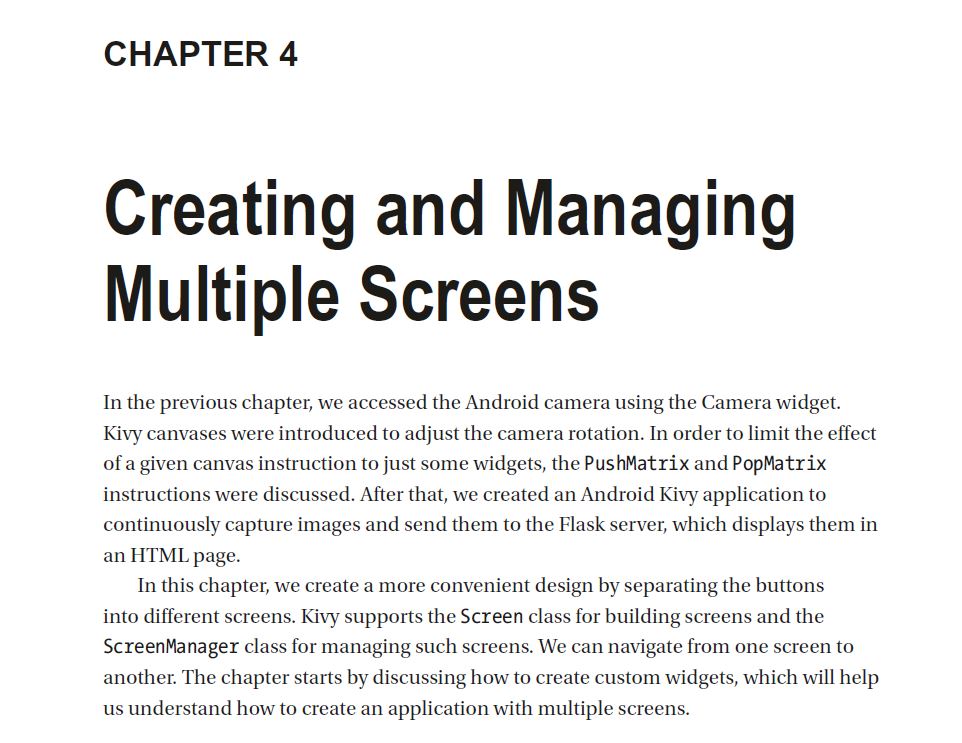 CHAPTER 4
Creating and Managing
Multiple Screens
In the previous chapter, we accessed the Android camera using the Camera widget.
Kivy canvases were introduced to adjust the camera rotation. In order to limit the effect
of a given canvas instruction to just some widgets, the PushMatrix and PopMatrix
instructions were discussed. After that, we created an Android Kivy application to
continuously capture images and send them to the Flask server, which displays them in
an HTML page.
In this chapter, we create a more convenient design by separating the buttons
into different screens. Kivy supports the Screen class for building screens and the
ScreenManager class for managing such screens. We can navigate from one screen to
another. The chapter starts by discussing how to create custom widgets, which will help
us understand how to create an application with multiple screens.